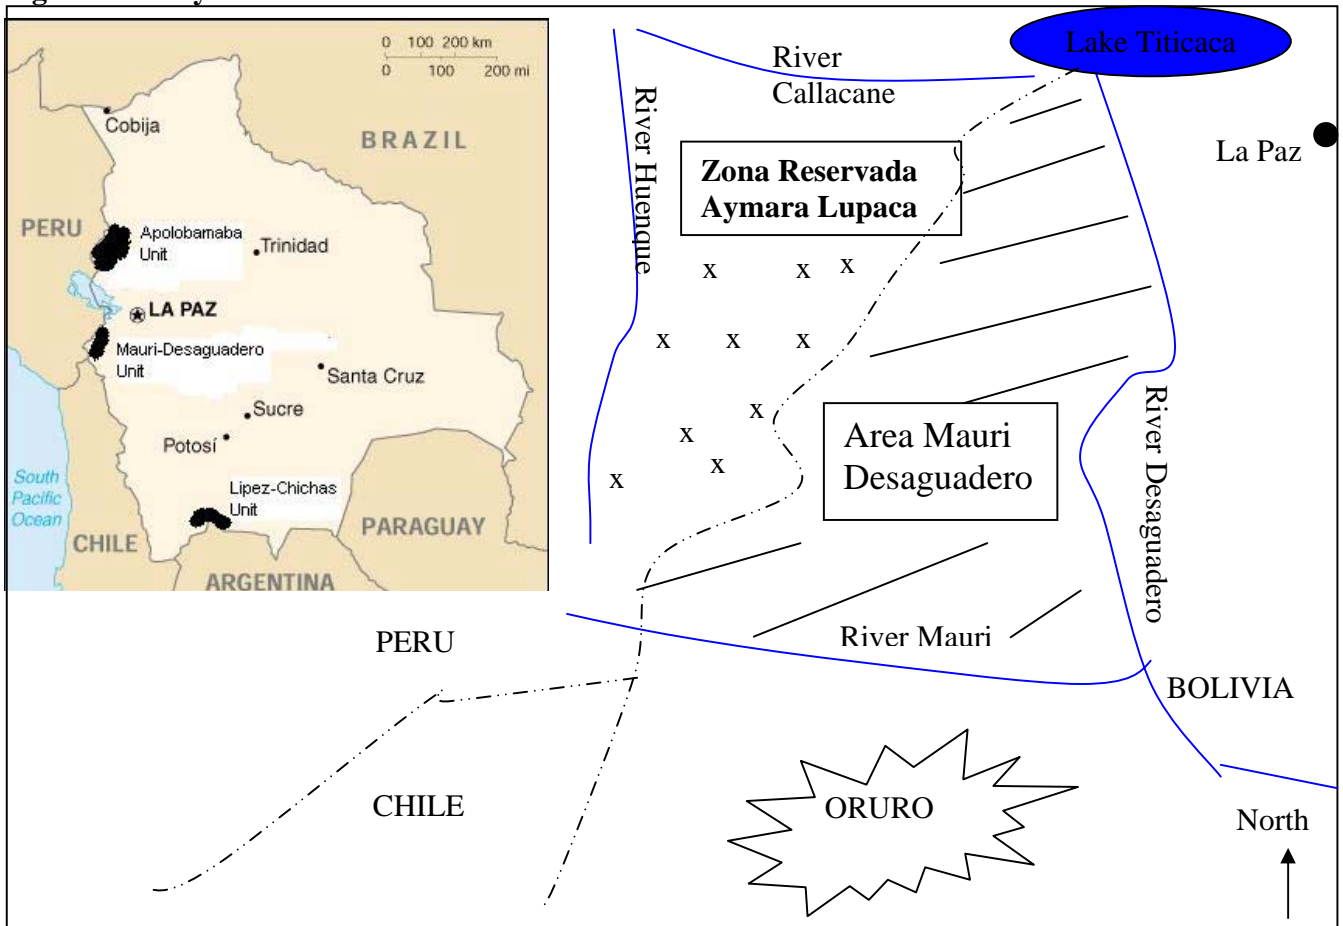 0 100 200 km
0 100 200 mi
Cobija
BRAZIL
PERU
Apolobamaba
Unit
Trinidad
LA PAZ
Mauri-Desaguadero
Unit
Santa Cruz
Sucre
Potosí
Lipez-Chichas
Unit
South
Pacific
Ocean
CHILE
PARAGUAY
ARGENTINA
River
Callacane
Lake Titicaca
River Huenque
La Paz
Zona Reservada
Aymara Lupaca
x x x
x x x
x
x
x
x
Area Mauri
Desaguadero
River Desaguadero
River Mauri
PERU
BOLIVIA
CHILE
ORURO
North